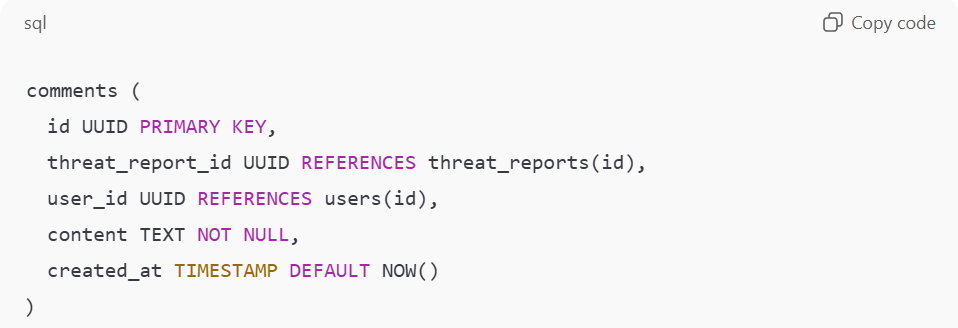 sql
Copy code
comments (
id UUID PRIMARY KEY,
threat_report_id UUID REFERENCES threat_reports(id),
user_id UUID REFERENCES users(id),
content TEXT NOT NULL,
created_at TIMESTAMP DEFAULT NOW()
)